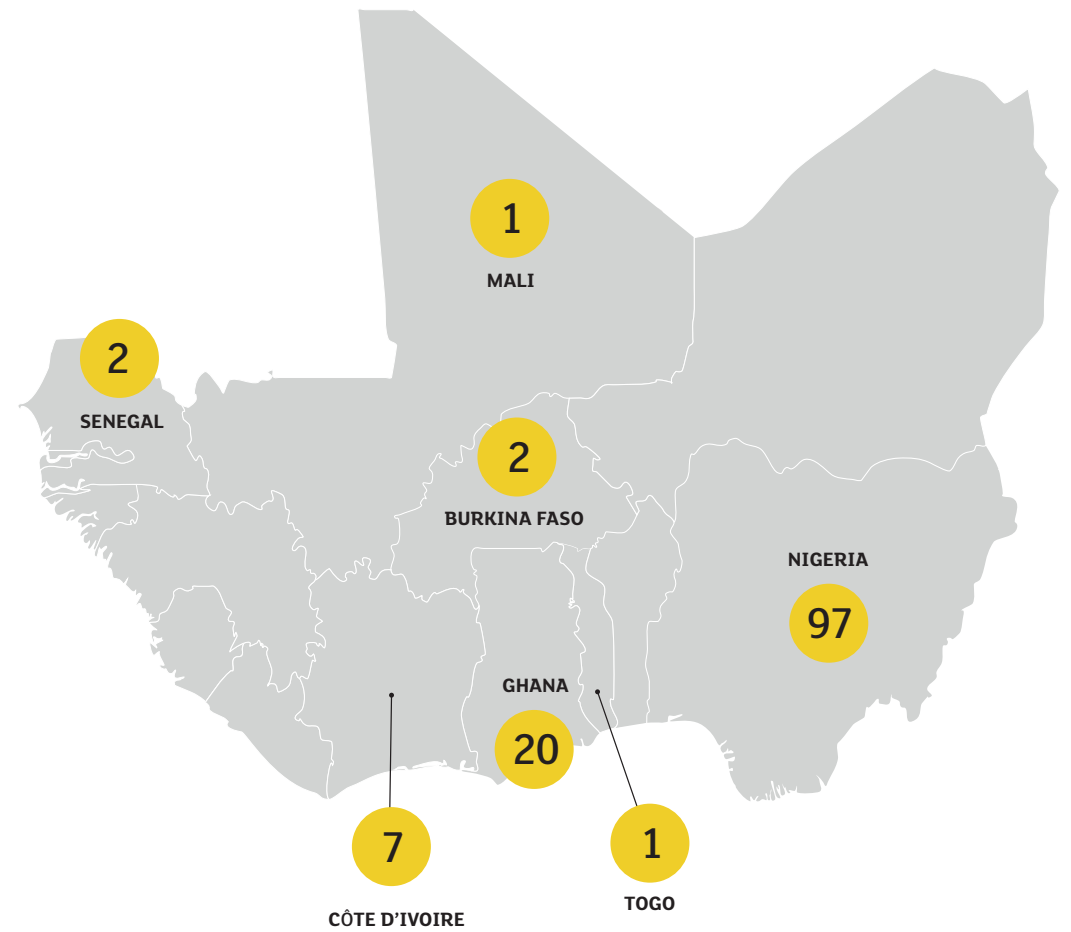 1
MALI
2
SENEGAL
2
BURKINA FASO
NIGERIA
97
GHANA
20
7
CÔTE D'IVOIRE
1
TOGO